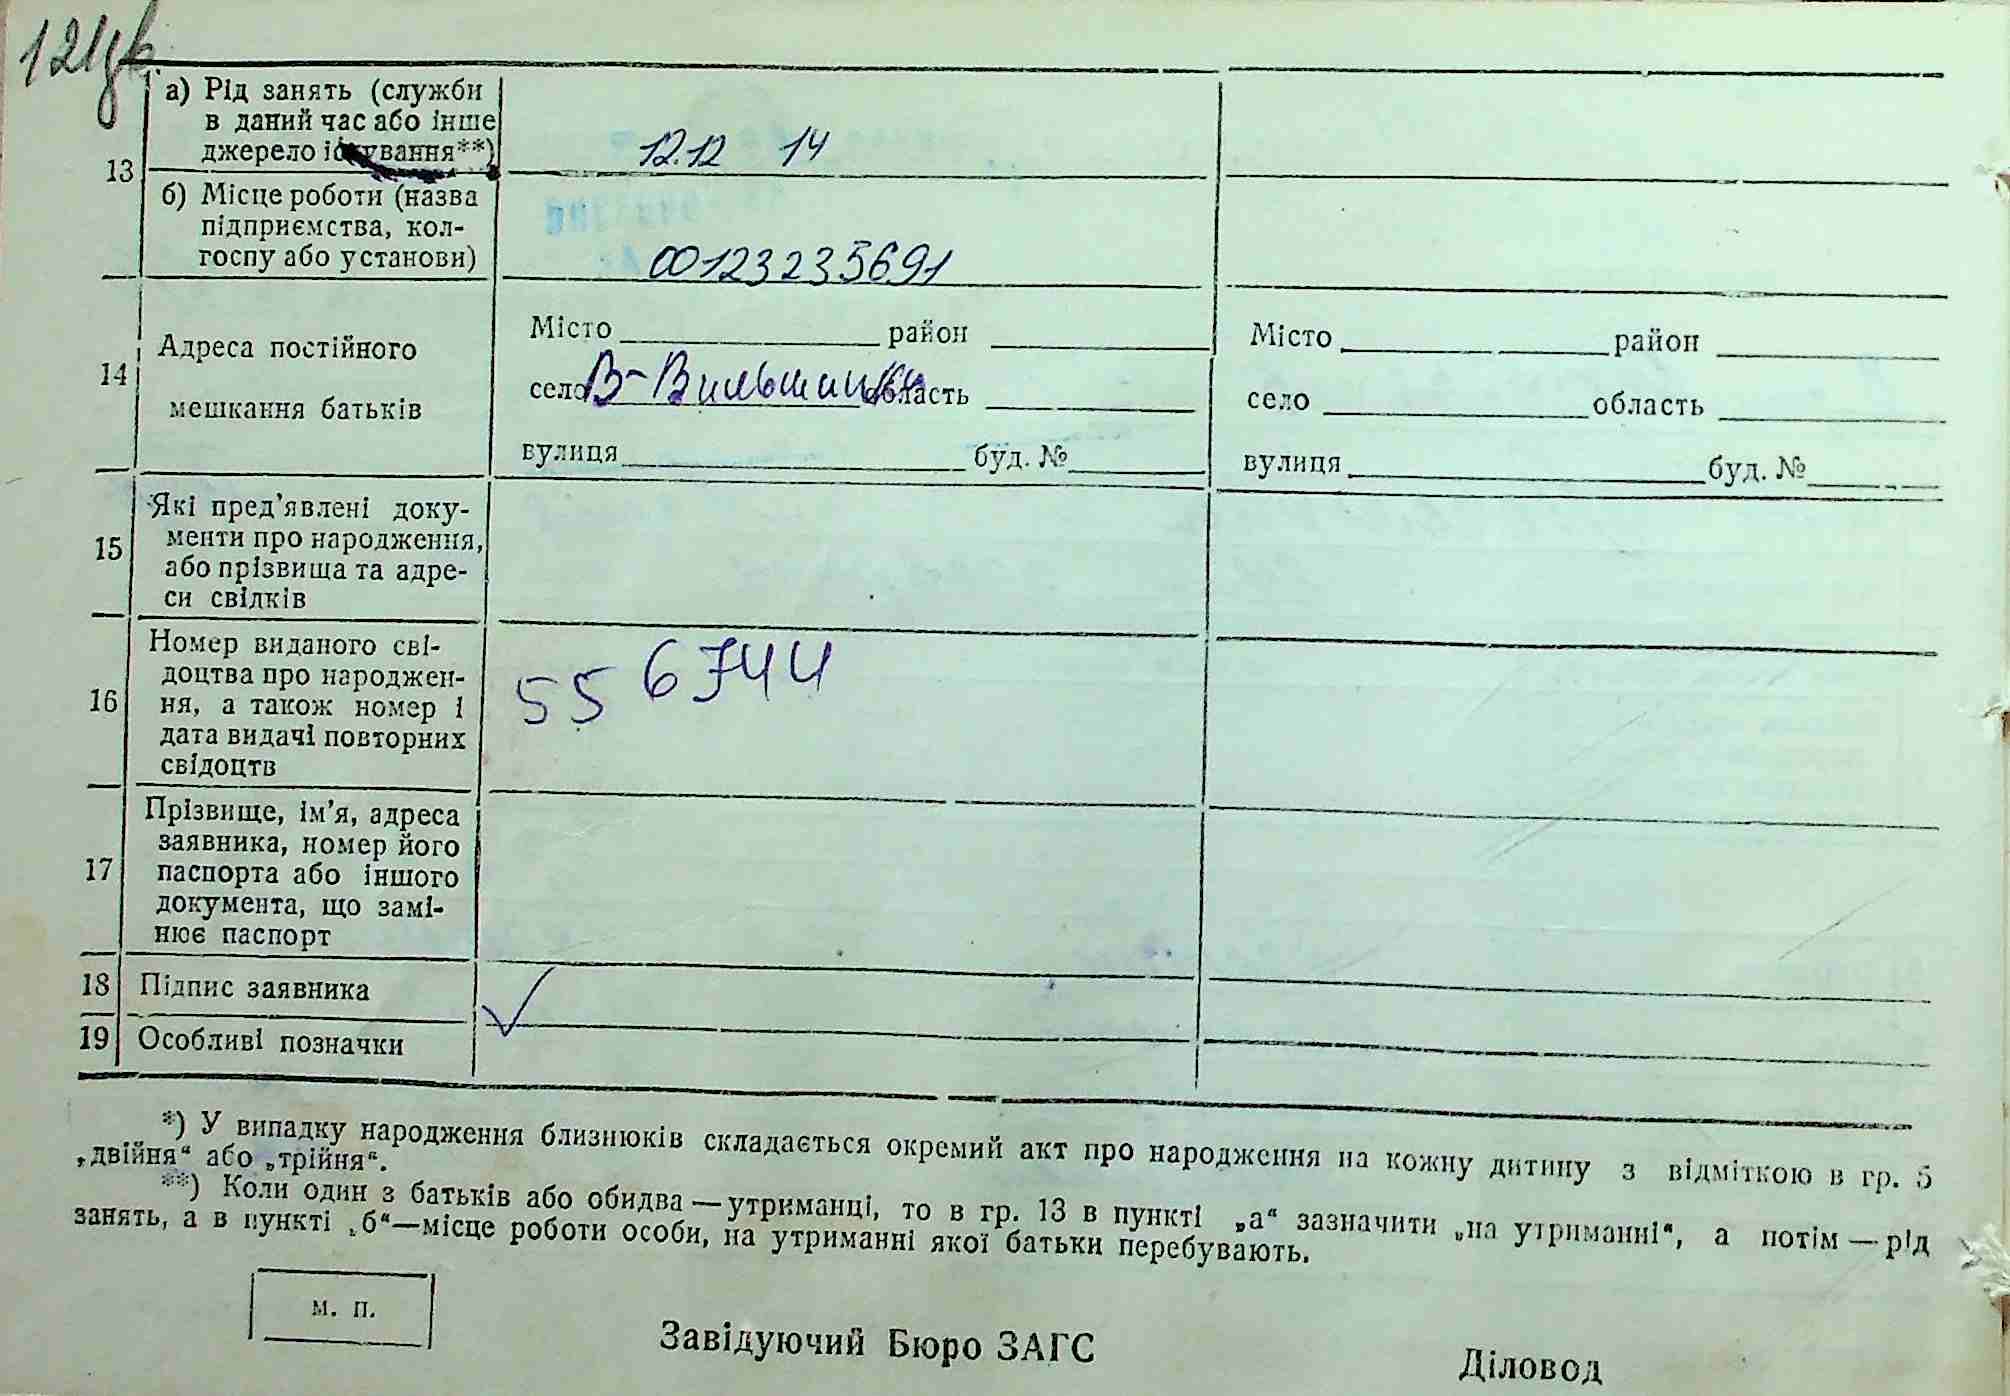 а) Рід занять (служби
в даний час або інше
джерело існування**)
12.12 14
13
б) Місце роботи (назва
підприємства, кол-
госпу або установи)
00123235691
14
Адреса постійного
мешкання батьків
Місто район
село В-Вильшинки область
вулиця буд. №
Місто район
село область
вулиця буд. №
15
Які пред'явлені доку-
менти про народження,
або прізвища та адре-
си свідків
16
Номер виданого сві-
доцтва про народжен-
ня, а також номер і
дата видачі повторних
свідоцтв
556744
17
Прізвище, ім'я, адреса
заявника, номер його
паспорта або іншого
документа, що замі-
нює паспорт
18 Підпис заявника
19 Особливі позначки
*) У випадку народження близнюків складається окремий акт про народження на кожну дитину з відміткою в гр. 5
„двійня“ або „трійня“.
**) Коли один з батьків або обидва — утриманці, то в гр. 13 в пункті „а“ зазначити „на утриманні“, а потім — рід
занять, а в пункті „б“—місце роботи особи, на утриманні якої батьки перебувають.
м. п.
Завідуючий Бюро ЗАГС
Діловод